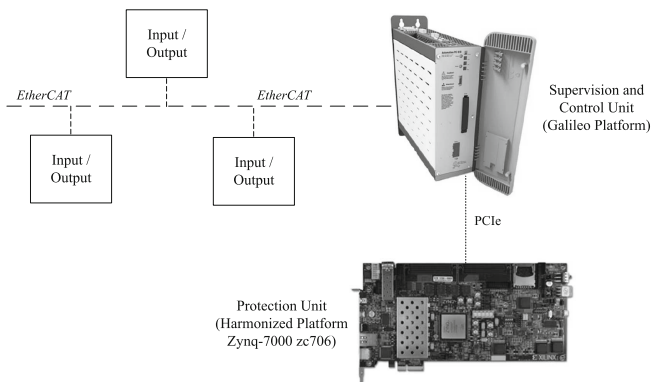 Input /
Output
EtherCAT
EtherCAT
Input /
Output
Input /
Output
Supervision and
Control Unit
(Galileo Platform)
PCIe
Protection Unit
(Harmonized Platform
Zynq-7000 zc706)
XILINX